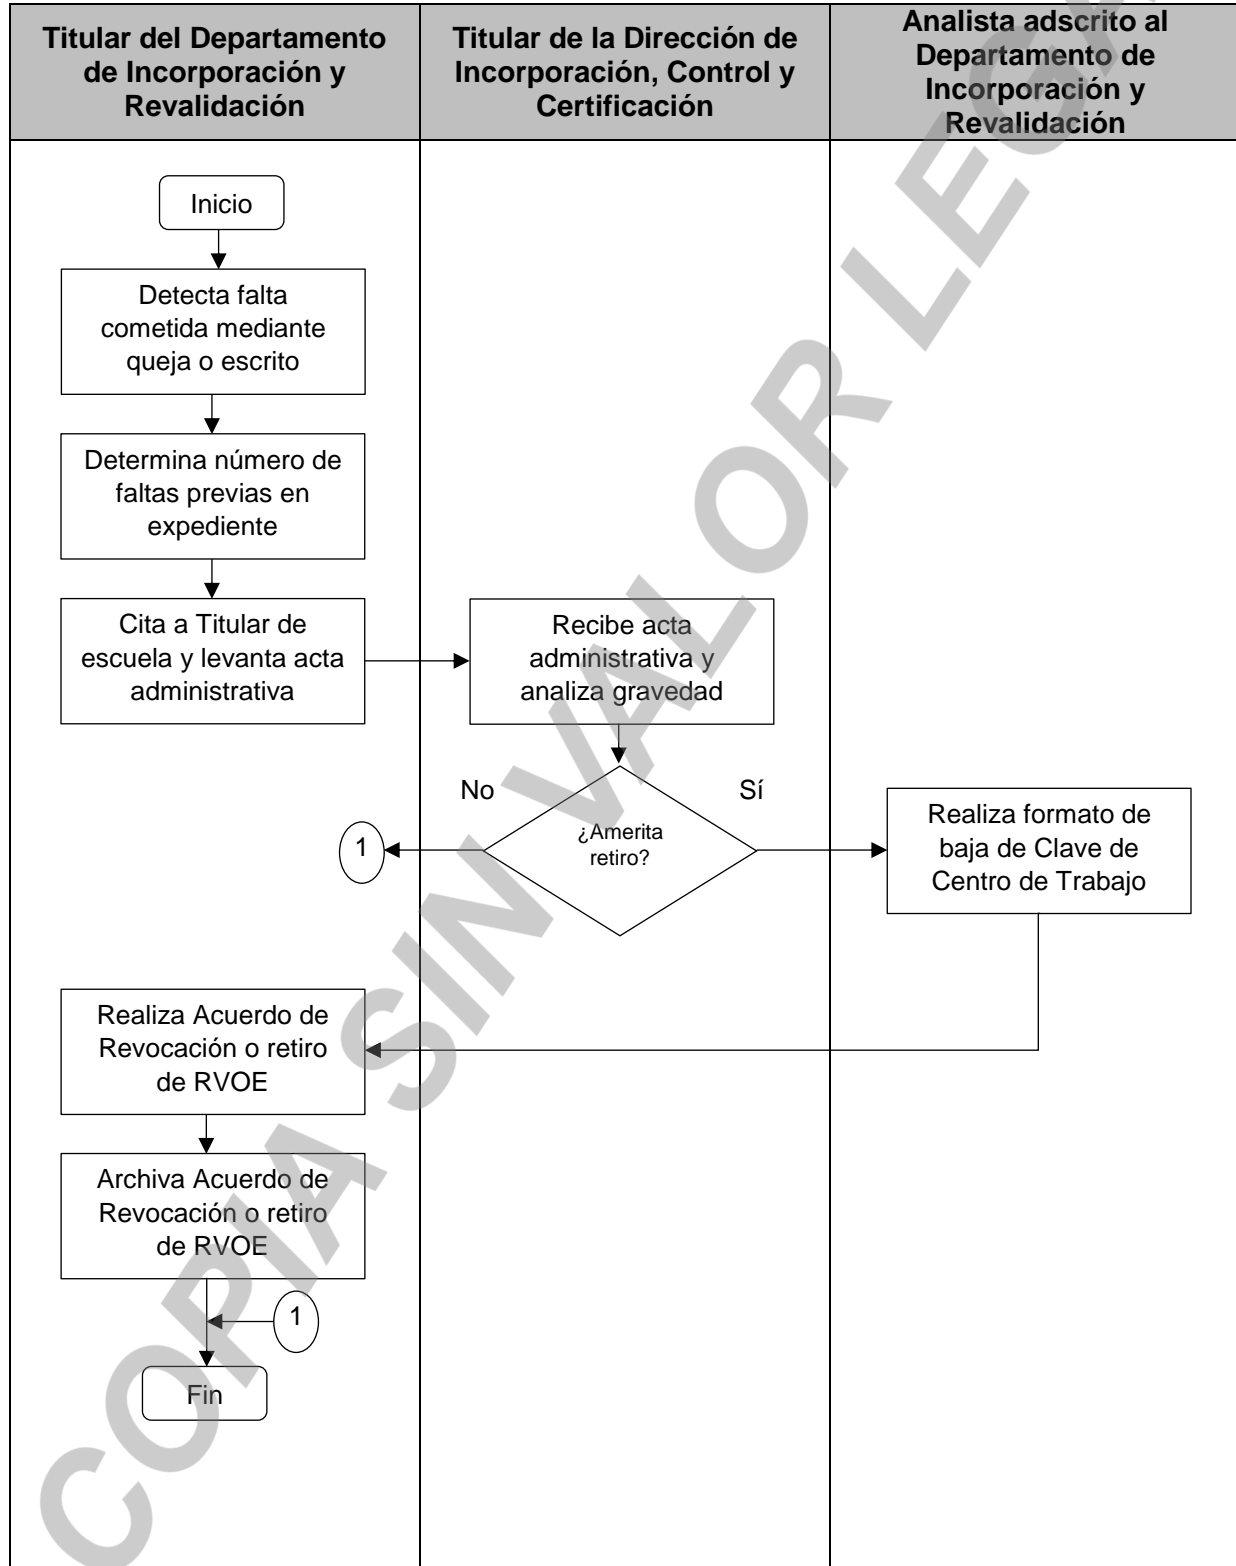 Titular del Departamento
de Incorporación y
Revalidación
Titular de la Dirección de
Incorporación, Control y
Certificación
Analista adscrito al
Departamento de
Incorporación y
Revalidación
Inicio
Detecta falta
cometida mediante
queja o escrito
Determina número de
faltas previas en
expediente
Cita a Titular de
escuela y levanta acta
administrativa
Recibe acta
administrativa y
analiza gravedad
No
Sí
¿Amerita
retiro?
1
Realiza formato de
baja de Clave de
Centro de Trabajo
Realiza Acuerdo de
Revocación o retiro
de RVOE
Archiva Acuerdo de
Revocación o retiro
de RVOE
1
Fin
COPIA SIN VALOR LEGA